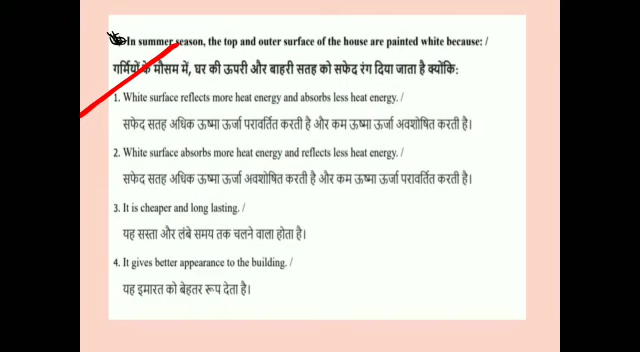 In summer season, the top and outer surface of the house are painted white because: /
गर्मियों के मौसम में, घर की ऊपरी और बाहरी सतह को सफेद रंग दिया जाता है क्योंकि:
1. White surface reflects more heat energy and absorbs less heat energy. /
सफेद सतह अधिक ऊष्मा ऊर्जा परावर्तित करती है और कम ऊष्मा ऊर्जा अवशोषित करती है।
2. White surface absorbs more heat energy and reflects less heat energy. /
सफेद सतह अधिक ऊष्मा ऊर्जा अवशोषित करती है और कम ऊष्मा ऊर्जा परावर्तित करती है।
3. It is cheaper and long lasting. /
यह सस्ता और लंबे समय तक चलने वाला होता है।
4. It gives better appearance to the building. /
यह इमारत को बेहतर रूप देता है।